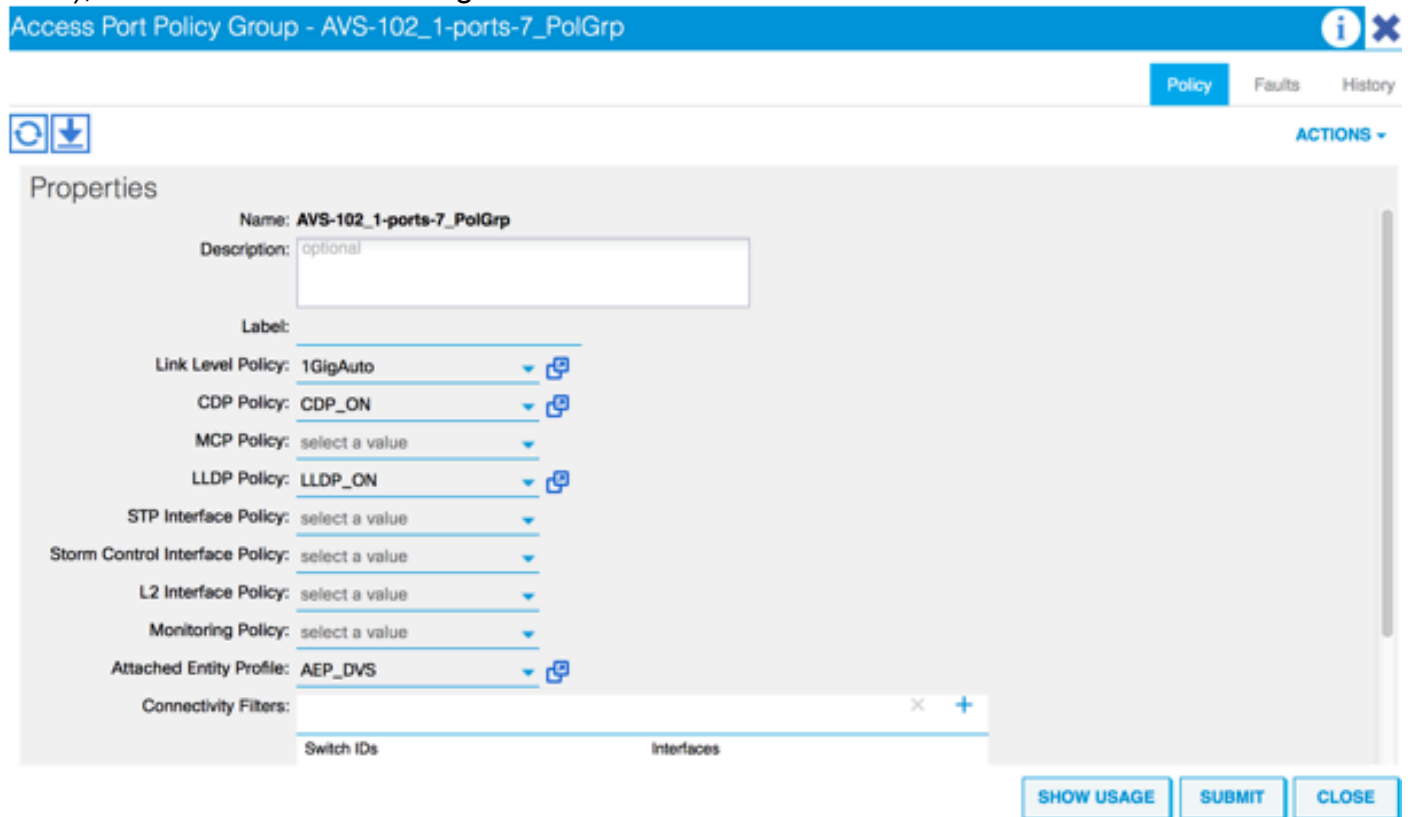 Access Port Policy Group - AVS-102_1-ports-7_PolGrp
Policy Faults History
ACTIONS
Properties
Name: AVS-102_1-ports-7_PolGrp
Description: optional
Label:
Link Level Policy: 1GigAuto
CDP Policy: CDP_ON
MCP Policy: select a value
LLDP Policy: LLDP_ON
STP Interface Policy: select a value
Storm Control Interface Policy: select a value
L2 Interface Policy: select a value
Monitoring Policy: select a value
Attached Entity Profile: AEP_DVS
Connectivity Filters:
Switch IDs Interfaces
SHOW USAGE SUBMIT CLOSE